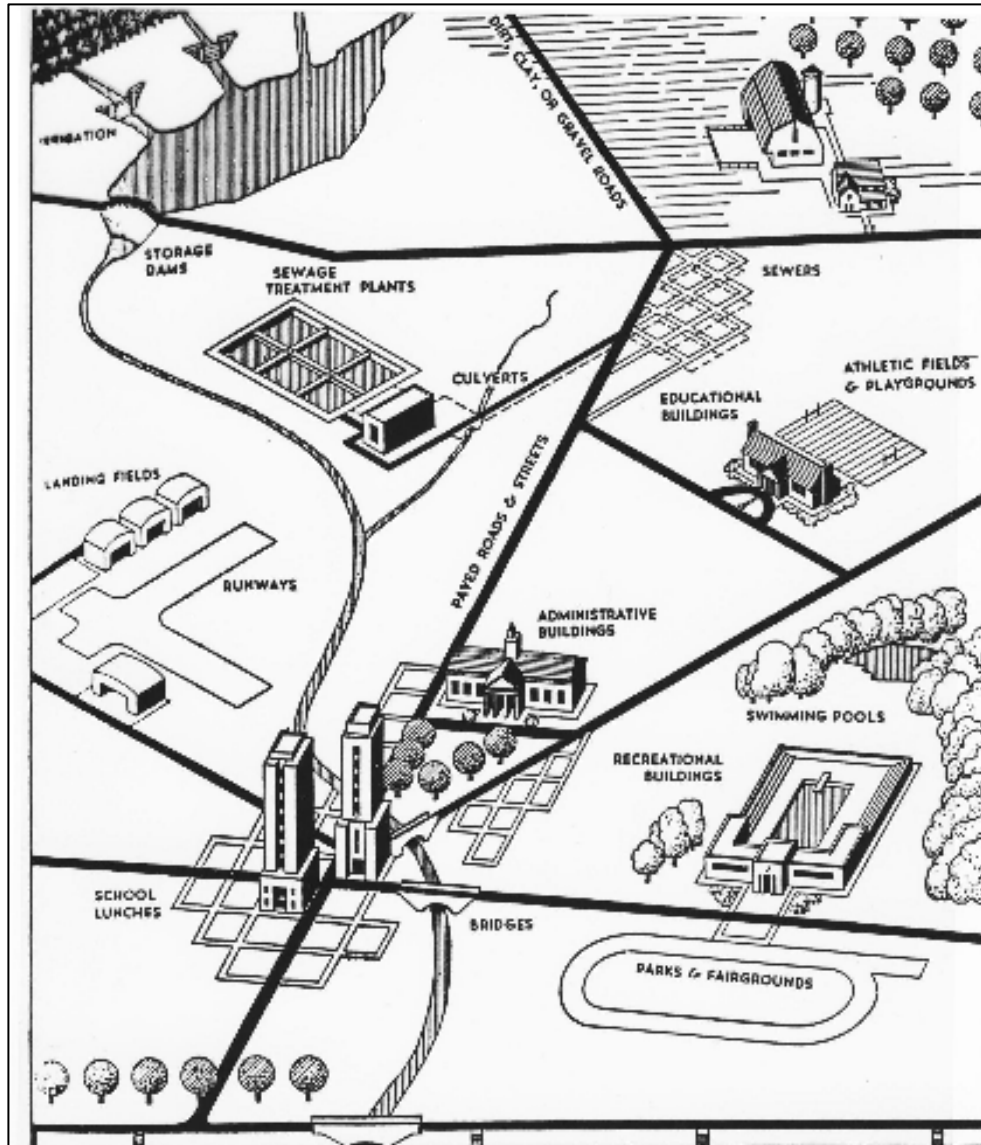 DIRT, CLAY, OR GRAVEL ROADS
IRRIGATION
STORAGE
DAMS
SEWAGE
TREATMENT PLANTS
SEWERS
CULVERTS
ATHLETIC FIELDS
& PLAYGROUNDS
EDUCATIONAL
BUILDINGS
LANDING FIELDS
PAVED ROADS & STREETS
RUNWAYS
ADMINISTRATIVE
BUILDINGS
SWIMMING POOLS
RECREATIONAL
BUILDINGS
SCHOOL
LUNCHES
BRIDGES
PARKS & FAIRGROUNDS